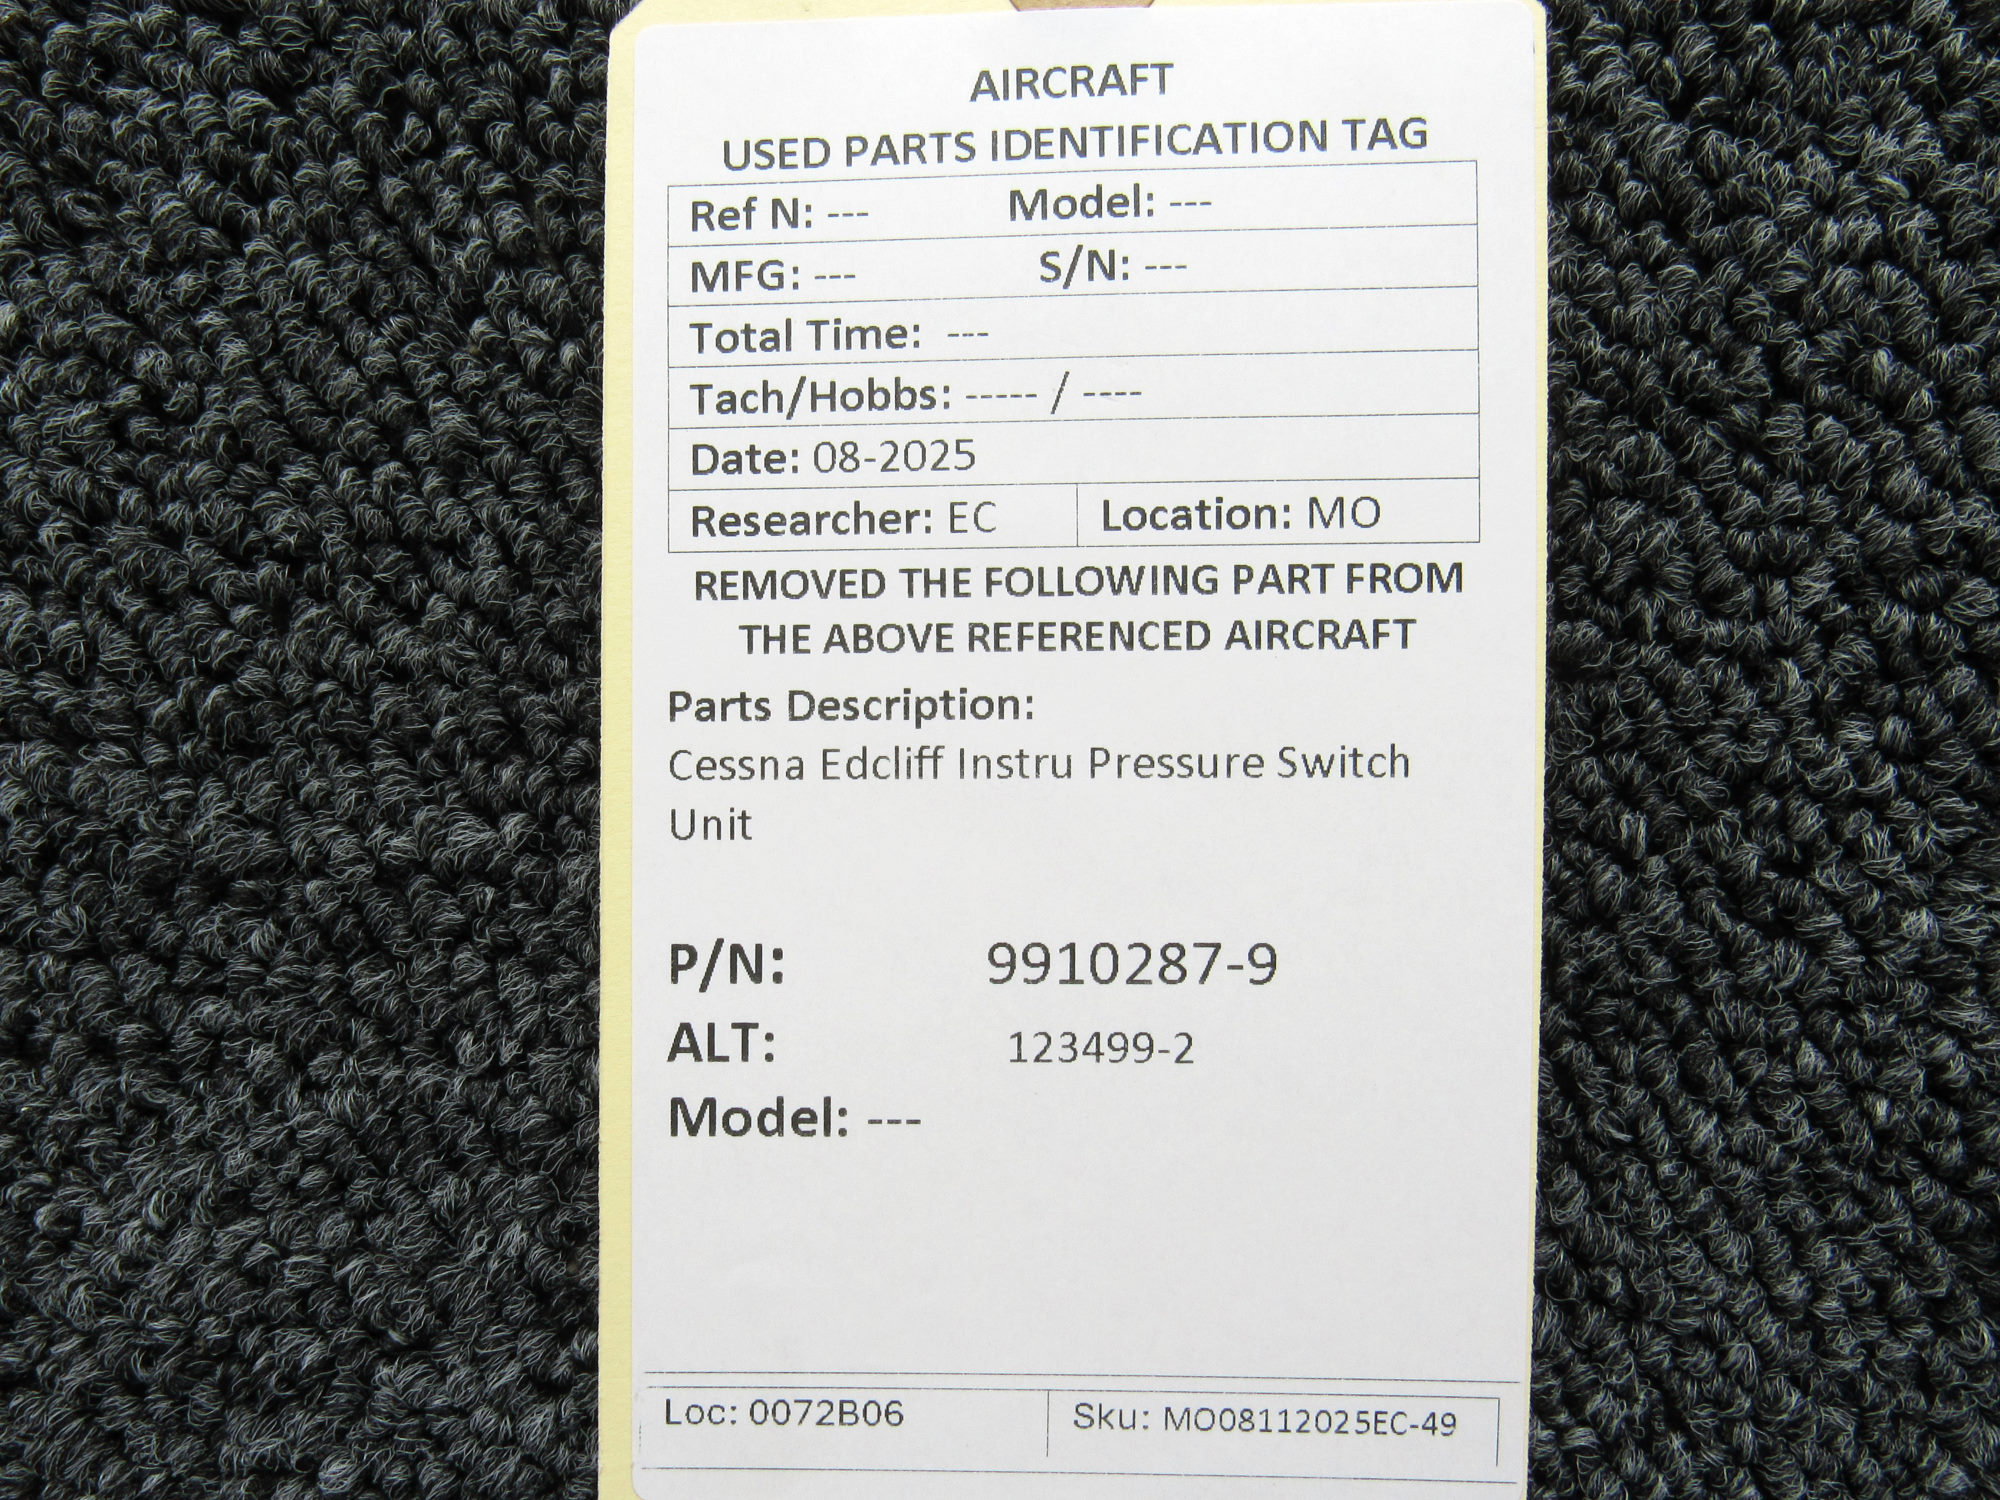 AIRCRAFT
USED PARTS IDENTIFICATION TAG
Ref N: --- Model: ---
MFG: --- S/N: ---
Total Time: ---
Tach/Hobbs: ----- / ----
Date: 08-2025
Researcher: EC Location: MO
REMOVED THE FOLLOWING PART FROM
THE ABOVE REFERENCED AIRCRAFT
Parts Description:
Cessna Edcliff Instru Pressure Switch
Unit
P/N: 9910287-9
ALT: 123499-2
Model: ---
Loc: 0072B06 Sku: MO08112025EC-49